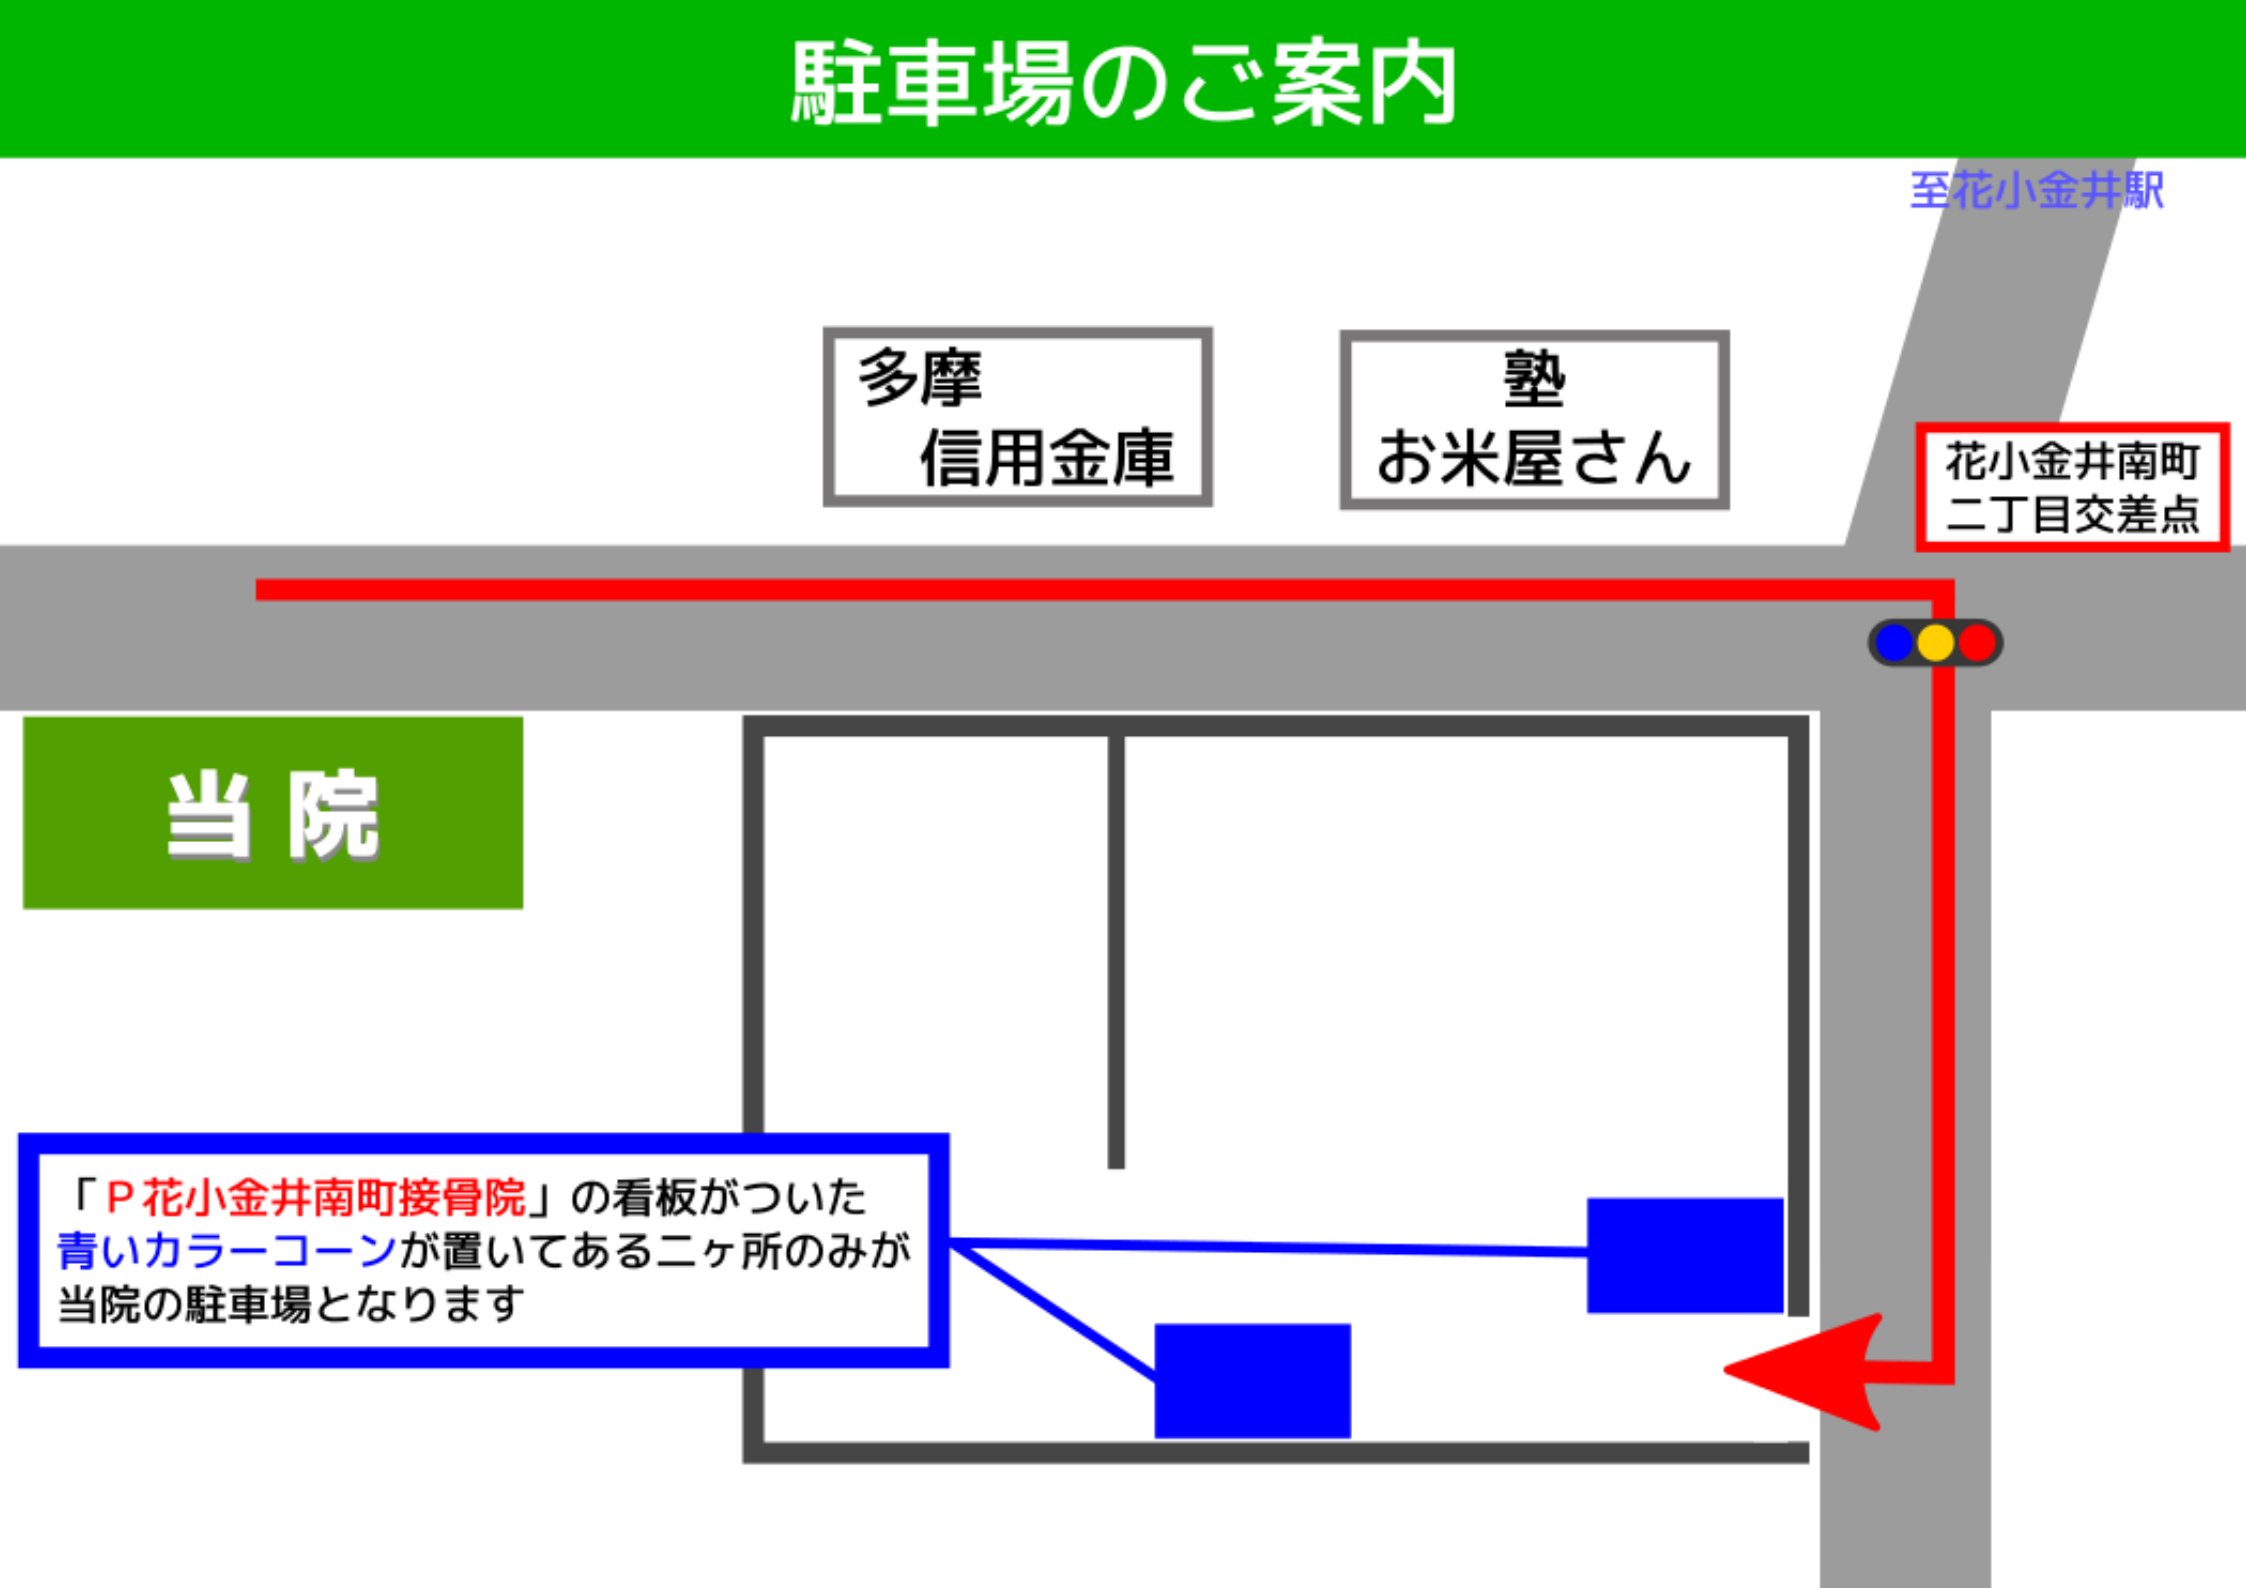 駐車場のご案内
至花小金井駅
多摩
信用金庫
塾
お米屋さん
花小金井南町
二丁目交差点
当院
「P花小金井南町接骨院」の看板がついた
青いカラーコーンが置いてある二ヶ所のみが
当院の駐車場となります